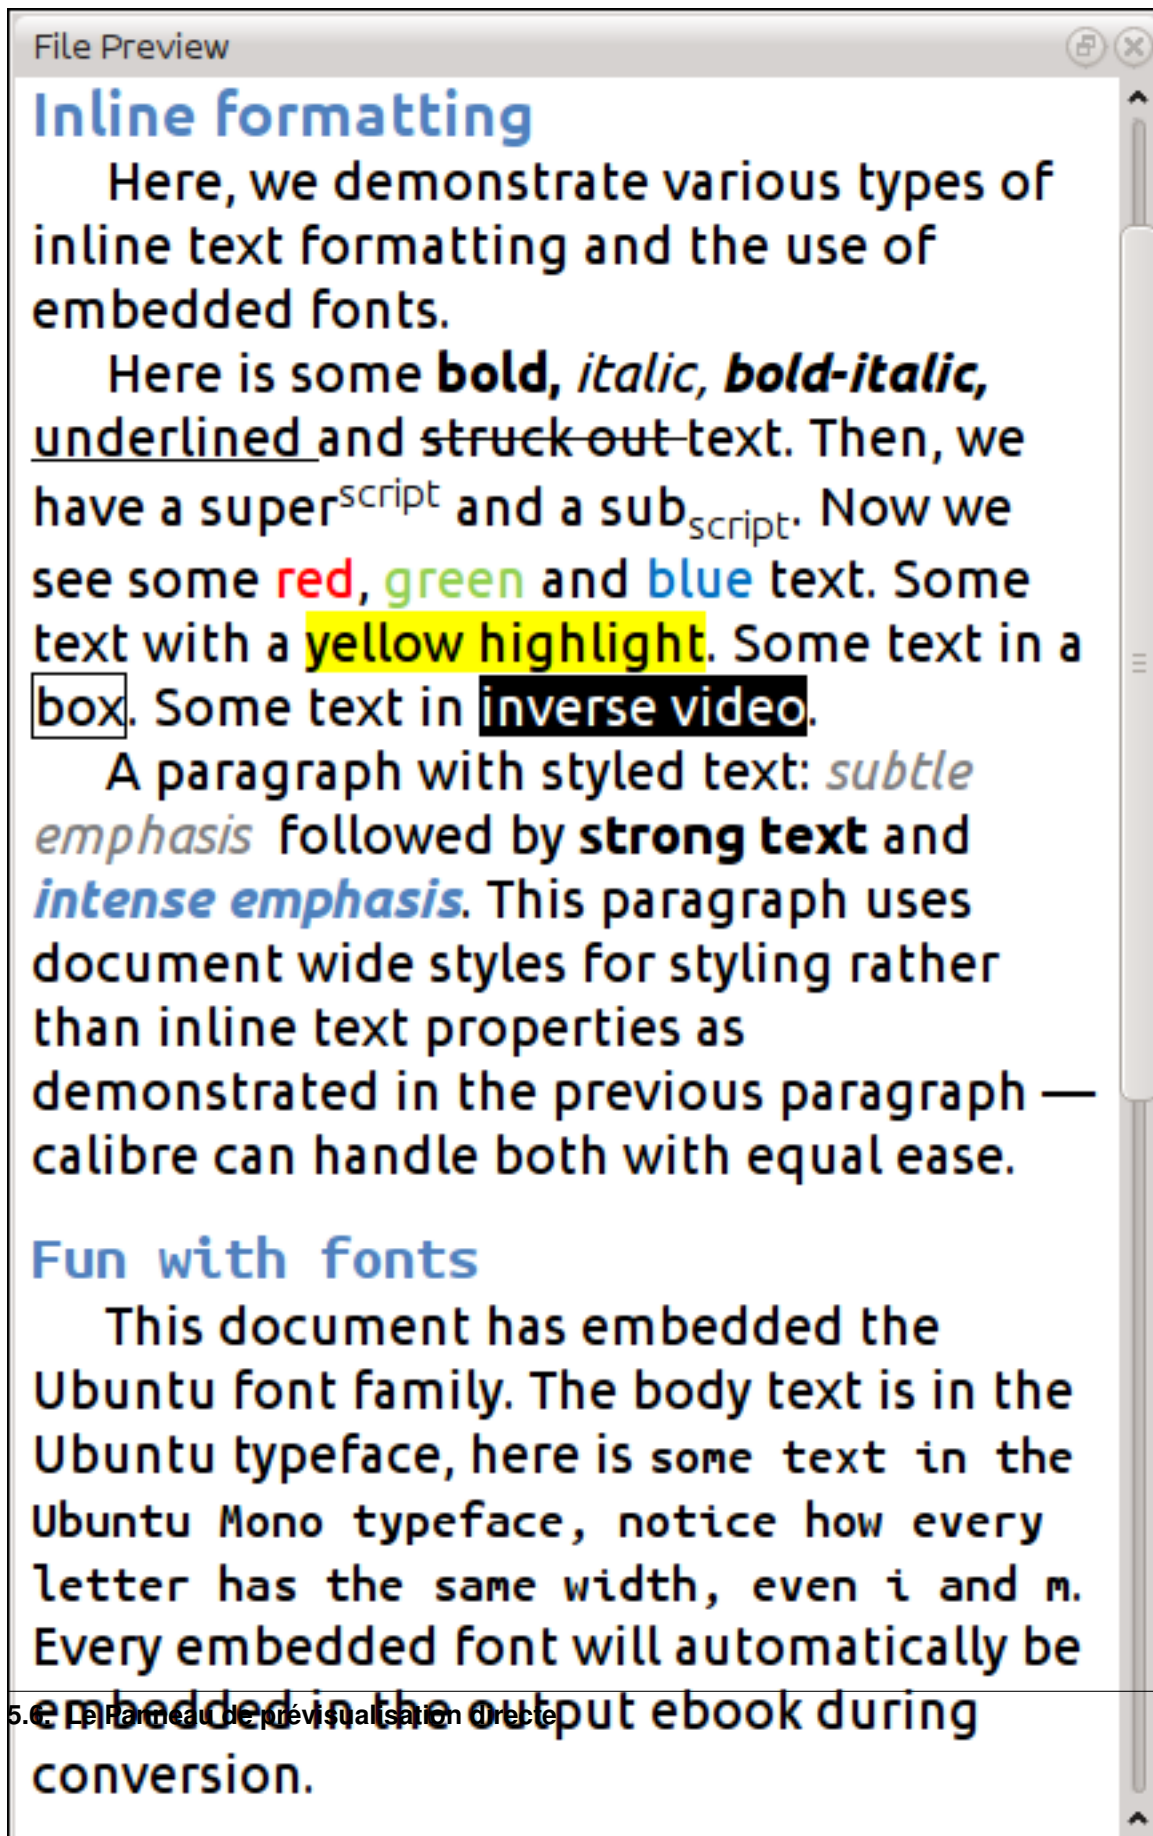 File Preview
Inline formatting
Here, we demonstrate various types of
inline text formatting and the use of
embedded fonts.
Here is some bold, italic, bold-italic,
underlined and struck out text. Then, we
have a superscript and a subscript. Now we
see some red, green and blue text. Some
text with a yellow highlight. Some text in a
box. Some text in inverse video.
A paragraph with styled text: subtle
emphasis followed by strong text and
intense emphasis. This paragraph uses
document wide styles for styling rather
than inline text properties as
demonstrated in the previous paragraph —
calibre can handle both with equal ease.
Fun with fonts
This document has embedded the
Ubuntu font family. The body text is in the
Ubuntu typeface, here is some text in the
Ubuntu Mono typeface, notice how every
letter has the same width, even i and m.
Every embedded font will automatically be
embedded in the output ebook during
5.6. Le Panneau de prévisualisation directe
conversion.